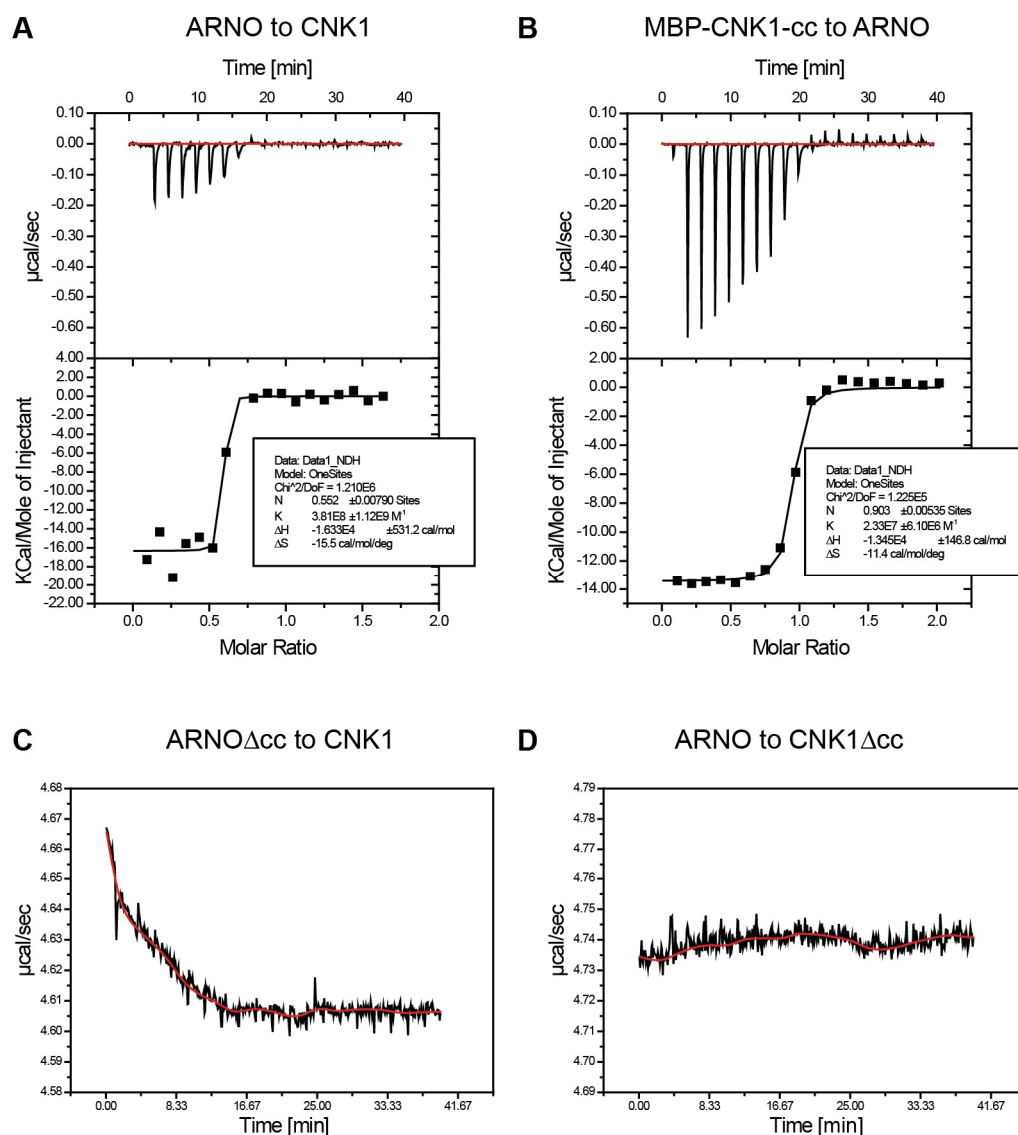 A
ARNO to CNK1
Time [min]
0 10 20 30 40
0.10
0.00
-0.10
-0.20
-0.30
-0.40
-0.50
-0.60
µcal/sec
4.00
2.00
0.00
-2.00
-4.00
-6.00
-8.00
-10.00
-12.00
-14.00
-16.00
-18.00
-20.00
-22.00
KCal/Mole of Injectant
Data: Data1_NDH
Model: OneSites
Chi^2/DoF = 1.210E6
N 0.552 ±0.00790 Sites
K 3.81E8 ±1.12E9 M⁻¹
ΔH -1.633E4 ±531.2 cal/mol
ΔS -15.5 cal/mol/deg
0.0 0.5 1.0 1.5 2.0
Molar Ratio
B
MBP-CNK1-cc to ARNO
Time [min]
0 10 20 30 40
0.10
0.00
-0.10
-0.20
-0.30
-0.40
-0.50
-0.60
µcal/sec
2.00
0.00
-2.00
-4.00
-6.00
-8.00
-10.00
-12.00
-14.00
KCal/Mole of Injectant
Data: Data1_NDH
Model: OneSites
Chi^2/DoF = 1.225E5
N 0.903 ±0.00535 Sites
K 2.33E7 ±6.10E6 M⁻¹
ΔH -1.345E4 ±146.8 cal/mol
ΔS -11.4 cal/mol/deg
0.0 0.5 1.0 1.5 2.0
Molar Ratio
C
ARNOΔcc to CNK1
4.68
4.67
4.66
4.65
4.64
4.63
4.62
4.61
4.60
4.59
4.58
µcal/sec
0.00 8.33 16.67 25.00 33.33 41.67
Time [min]
D
ARNO to CNK1Δcc
4.79
4.78
4.77
4.76
4.75
4.74
4.73
4.72
4.71
4.70
4.69
µcal/sec
0.00 8.33 16.67 25.00 33.33 41.67
Time [min]